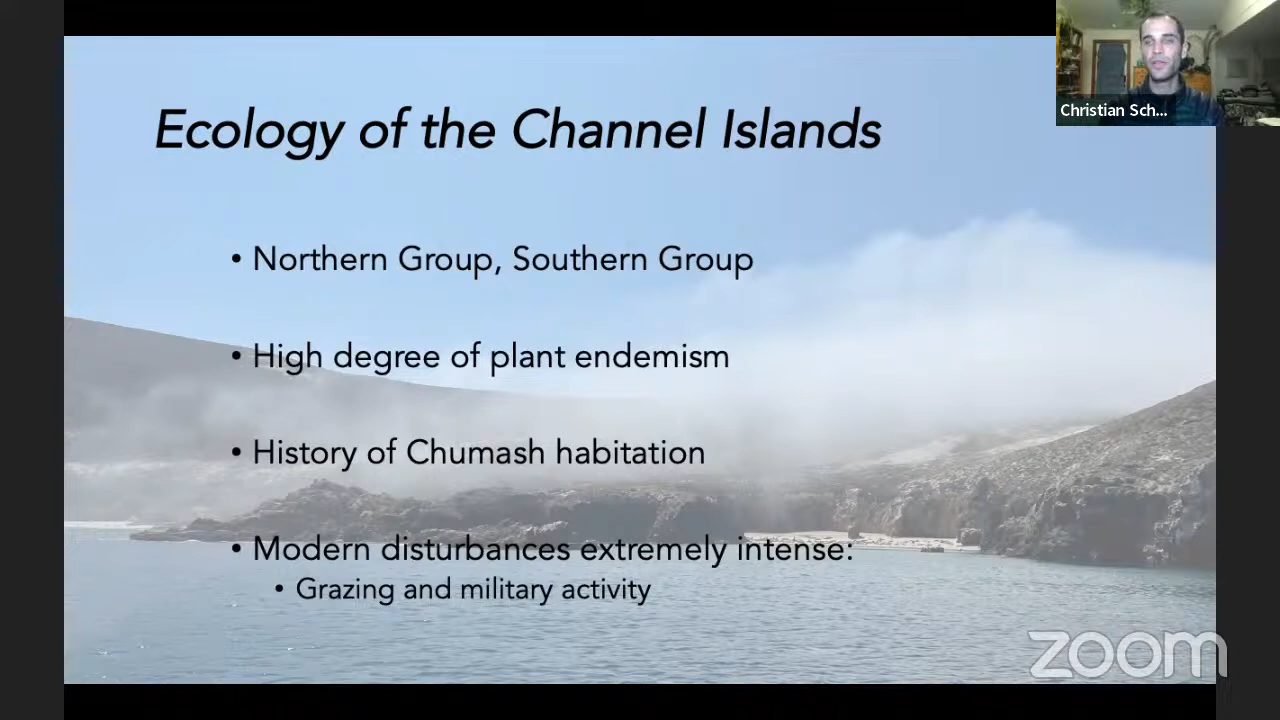 Ecology of the Channel Islands
Christian Sch...
• Northern Group, Southern Group
• High degree of plant endemism
• History of Chumash habitation
• Modern disturbances extremely intense:
• Grazing and military activity
zoom